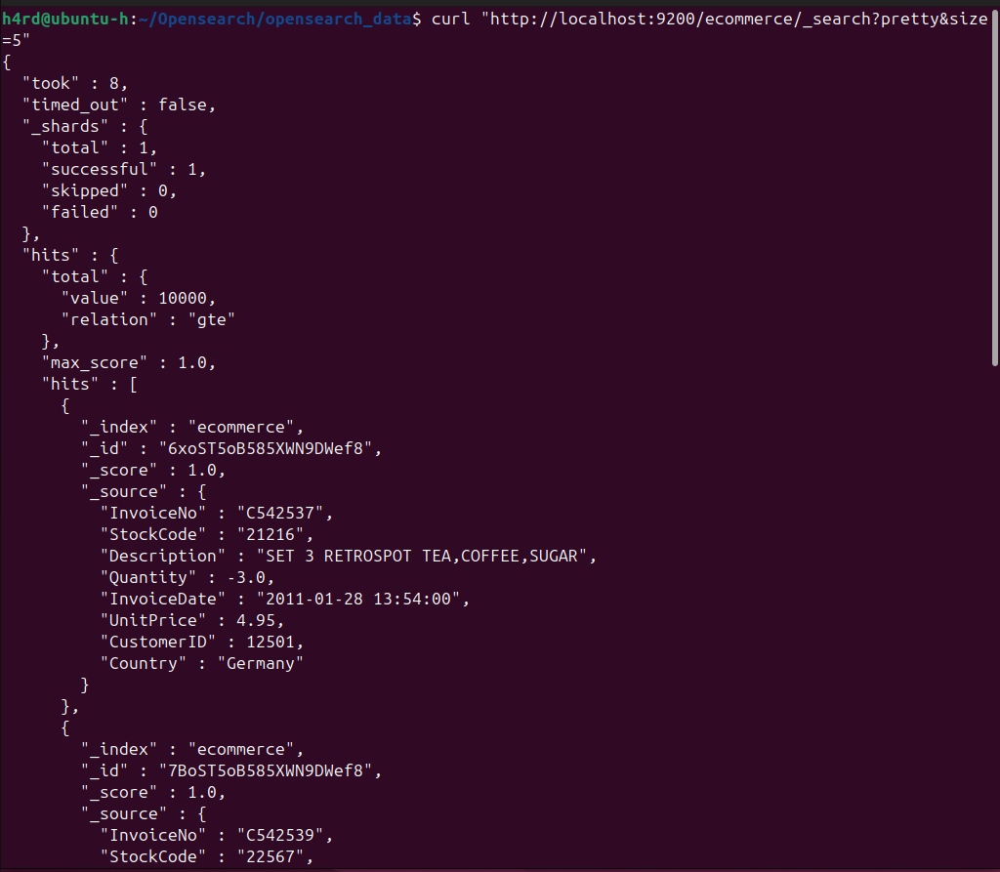 h4rd@ubuntu-h:~/Opensearch/opensearch_data$ curl "http://localhost:9200/ecommerce/_search?pretty&size
=5"
{
  "took" : 8,
  "timed_out" : false,
  "_shards" : {
    "total" : 1,
    "successful" : 1,
    "skipped" : 0,
    "failed" : 0
  },
  "hits" : {
    "total" : {
      "value" : 10000,
      "relation" : "gte"
    },
    "max_score" : 1.0,
    "hits" : [
      {
        "_index" : "ecommerce",
        "_id" : "6xoST5oB585XWN9DWef8",
        "_score" : 1.0,
        "_source" : {
          "InvoiceNo" : "C542537",
          "StockCode" : "21216",
          "Description" : "SET 3 RETROSPOT TEA,COFFEE,SUGAR",
          "Quantity" : -3.0,
          "InvoiceDate" : "2011-01-28 13:54:00",
          "UnitPrice" : 4.95,
          "CustomerID" : 12501,
          "Country" : "Germany"
        }
      },
      {
        "_index" : "ecommerce",
        "_id" : "7BoST5oB585XWN9DWef8",
        "_score" : 1.0,
        "_source" : {
          "InvoiceNo" : "C542539",
          "StockCode" : "22567",